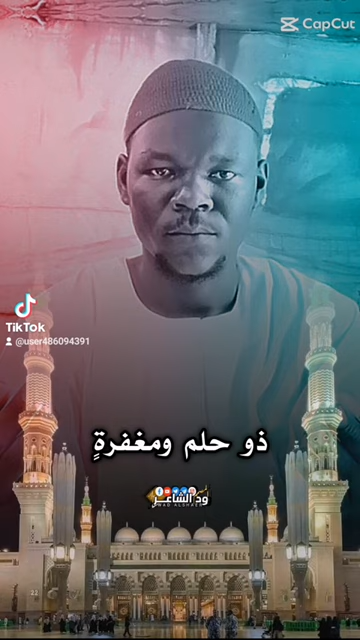 CapCut
TikTok
@user486094391
ذو حلم ومغفرةٍ
ود الشاعر
WAD ALSHAER